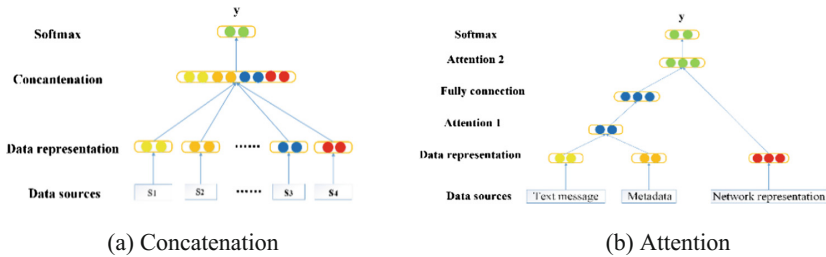 y
Softmax
Concantenation
Data representation
......
Data sources
S1
S2
......
S3
S4
(a) Concatenation
y
Softmax
Attention 2
Fully connection
Attention 1
Data representation
Data sources
Text message
Metadata
Network representation
(b) Attention